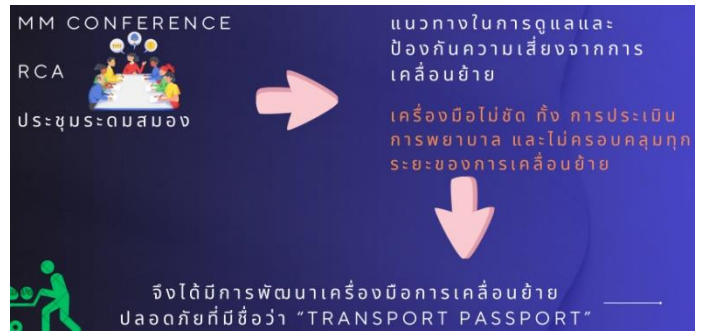 MM CONFERENCE
RCA
ประชุมระดมสมอง
แนวทางในการดูแลและ
ป้องกันความเสี่ยงจากการ
เคลื่อนย้าย
เครื่องมือไม่ชัด ทั้ง การประเมิน
การพยาบาล และไม่ครอบคลุมทุก
ระยะของการเคลื่อนย้าย
จึงได้มีการพัฒนาเครื่องมือการเคลื่อนย้าย
ปลอดภัยที่มีชื่อว่า “TRANSPORT PASSPORT”